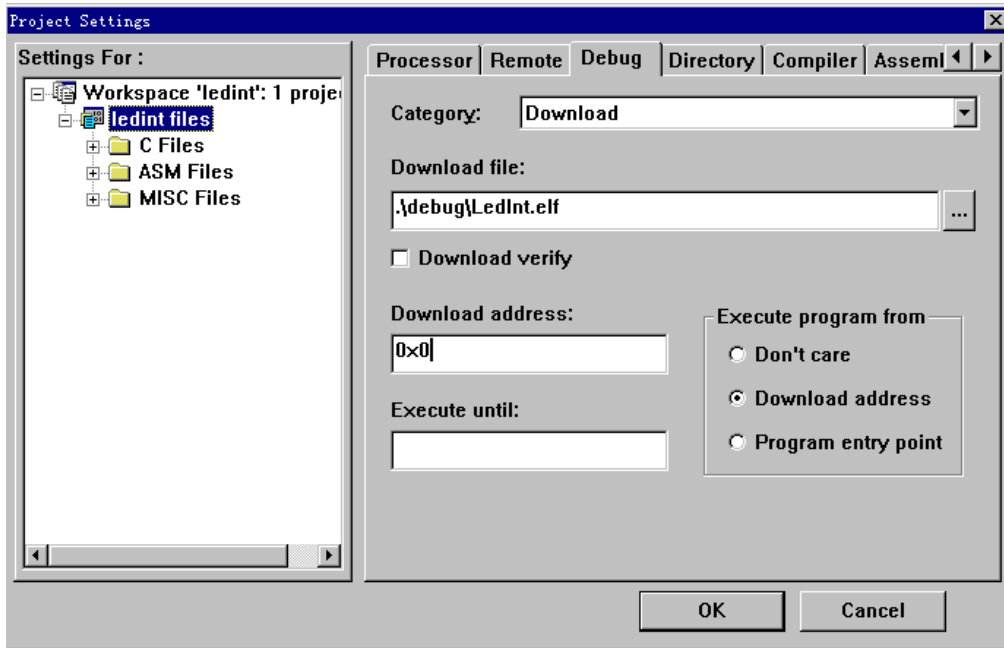 Project Settings
Settings For :
Workspace 'ledint': 1 proje
ledint files
C Files
ASM Files
MISC Files
Processor Remote Debug Directory Compiler Asseml
Category: Download
Download file:
.\debug\LedInt.elf
...
Download verify
Download address:
0x0
Execute until:
Execute program from
Don't care
Download address
Program entry point
OK Cancel